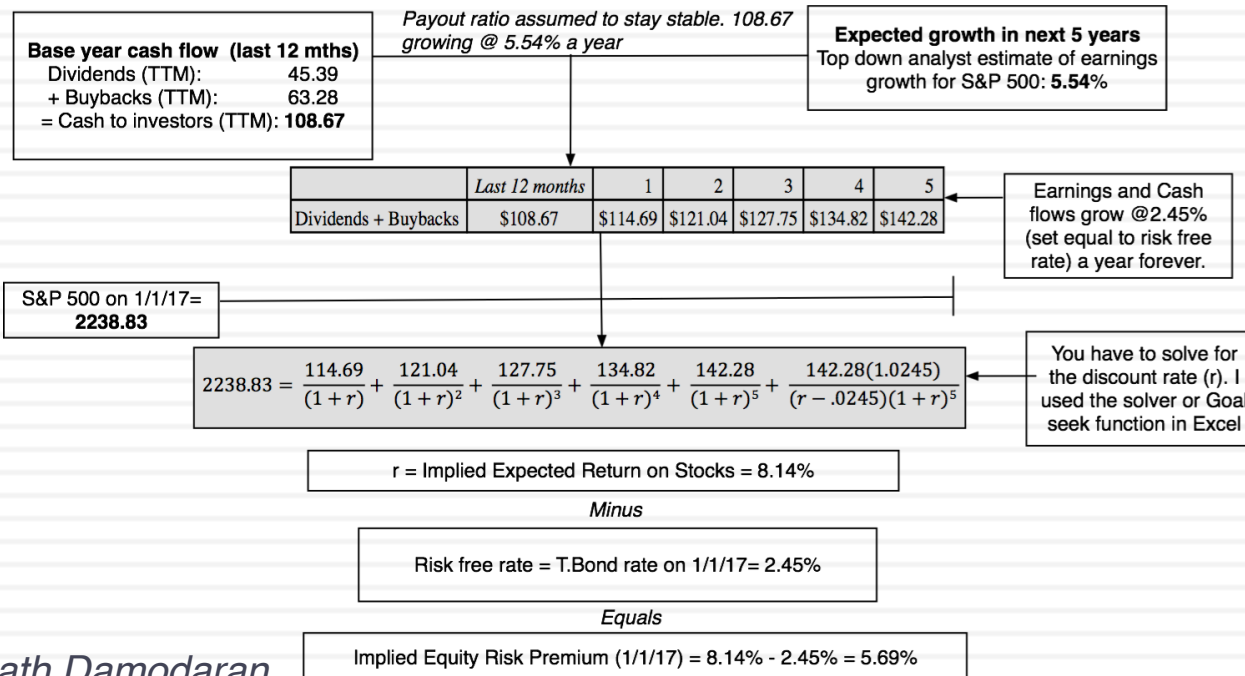 Payout ratio assumed to stay stable. 108.67
growing @ 5.54% a year
Base year cash flow (last 12 mths)
Dividends (TTM): 45.39
+ Buybacks (TTM): 63.28
= Cash to investors (TTM): 108.67
Expected growth in next 5 years
Top down analyst estimate of earnings
growth for S&P 500: 5.54%
Last 12 months 1 2 3 4 5
Dividends + Buybacks $108.67 $114.69 $121.04 $127.75 $134.82 $142.28
Earnings and Cash
flows grow @2.45%
(set equal to risk free
rate) a year forever.
S&P 500 on 1/1/17=
2238.83
2238.83 = 114.69/(1 + r) + 121.04/(1 + r)² + 127.75/(1 + r)³ + 134.82/(1 + r)⁴ + 142.28/(1 + r)⁵ + 142.28(1.0245)/(r − .0245)(1 + r)⁵
You have to solve for
the discount rate (r). I
used the solver or Goal
seek function in Excel
r = Implied Expected Return on Stocks = 8.14%
Minus
Risk free rate = T.Bond rate on 1/1/17= 2.45%
Equals
Implied Equity Risk Premium (1/1/17) = 8.14% - 2.45% = 5.69%
ath Damodaran